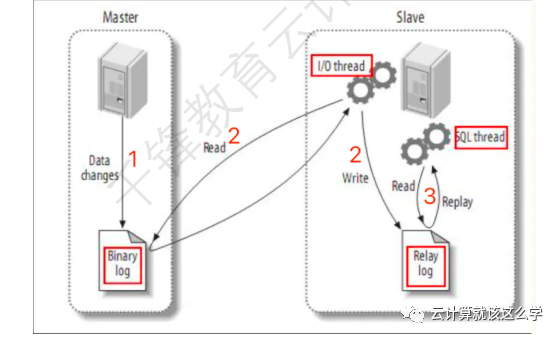 Master
Slave
I/O thread
SQL thread
Data
changes
1
Read
2
2
Write
Read
3
Replay
Binary
log
Relay
log
千锋教育云计
云计算就该这么学